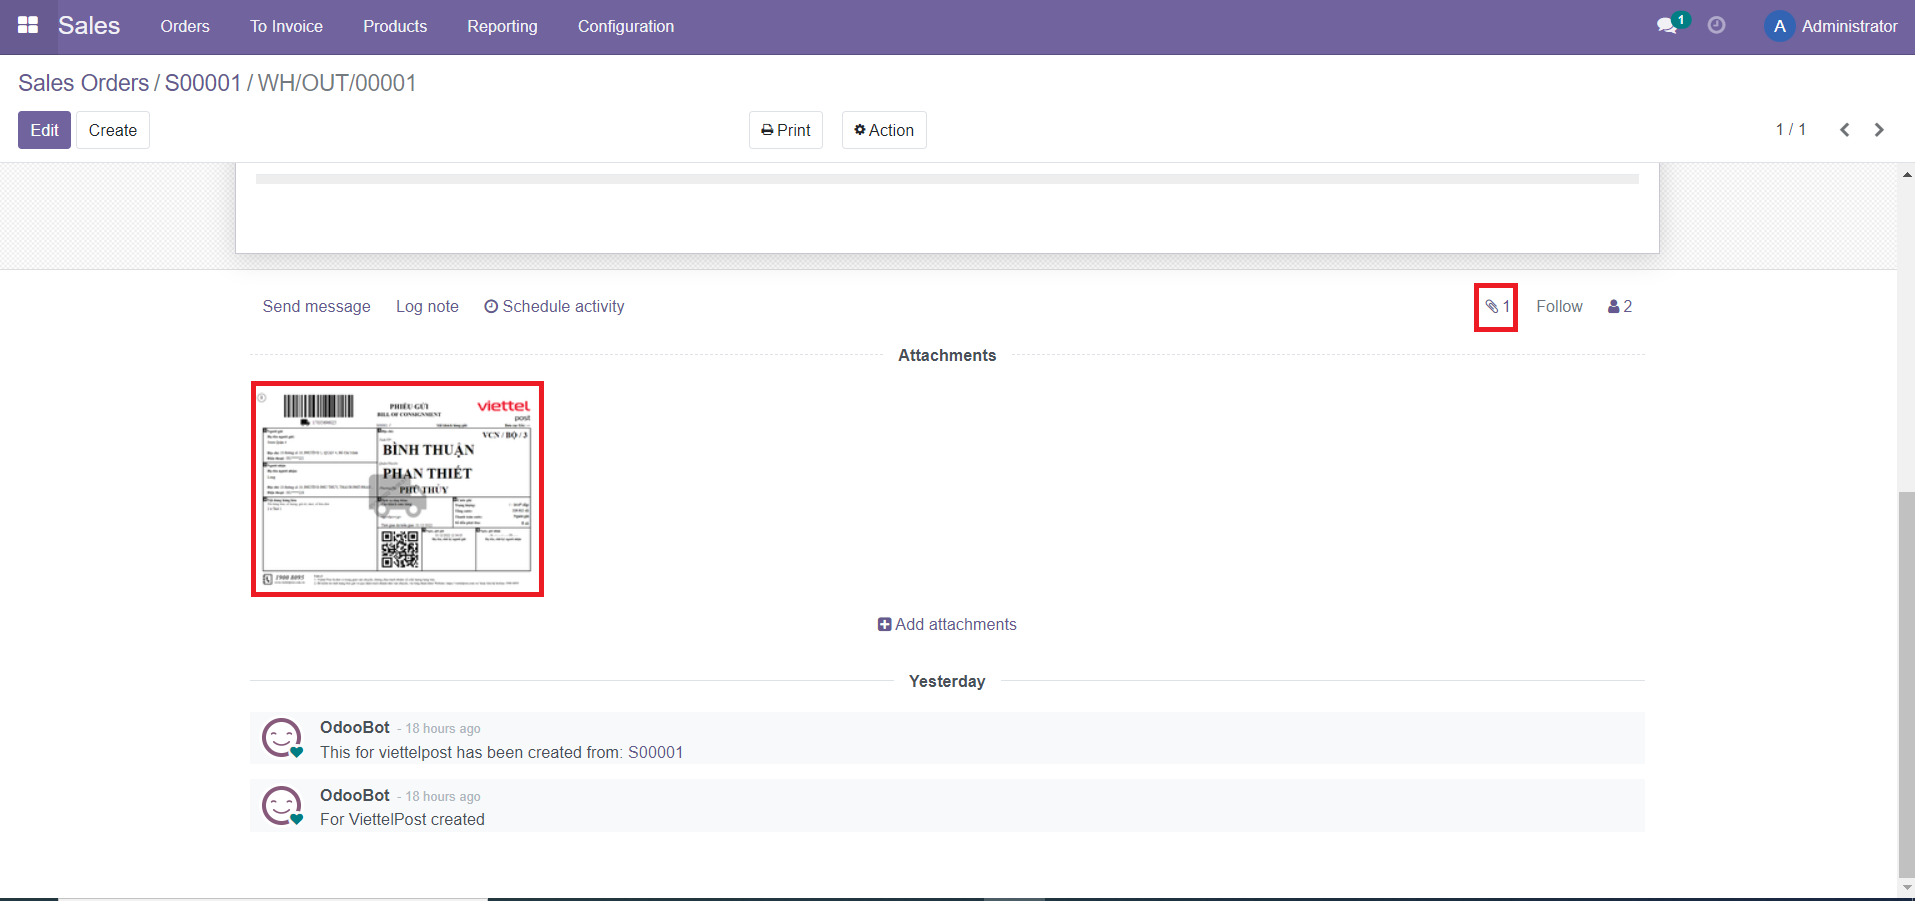 Sales Orders To Invoice Products Reporting Configuration 1 A Administrator
Sales Orders / S00001 / WH/OUT/00001
Edit Create Print Action 1 / 1
Send message Log note Schedule activity 1 Follow 2
Attachments
PHIẾU GỬI
BILL OF CONSIGNMENT
viettel
post
VCN / BỘ / 3
BÌNH THUẬN
PHAN THIẾT
PHÚ THỦY
1900 8095
Add attachments
Yesterday
OdooBot - 18 hours ago
This for viettelpost has been created from: S00001
OdooBot - 18 hours ago
For ViettelPost created